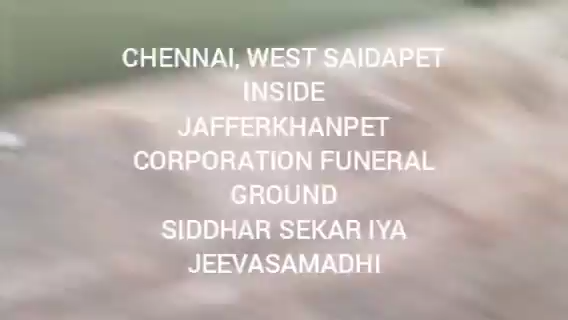 CHENNAI, WEST SAIDAPET
INSIDE
JAFFERKHANPET
CORPORATION FUNERAL
GROUND
SIDDHAR SEKAR IYA
JEEVASAMADHI